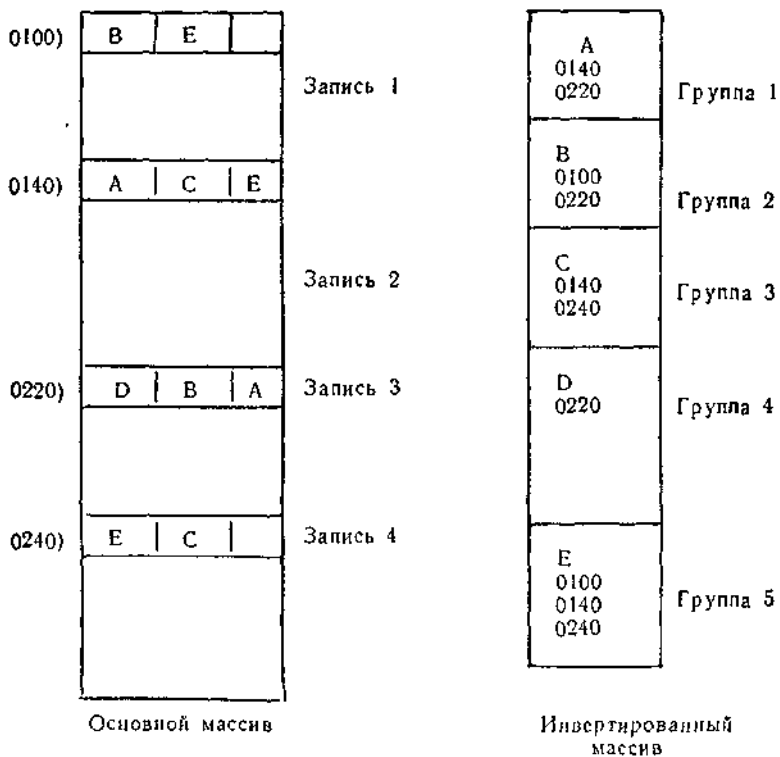 0100) B E
Запись 1
0140) A C E
Запись 2
0220) D B A Запись 3
0240) E C Запись 4
Основной массив
A
0140
0220 Группа 1
B
0100
0220 Группа 2
C
0140 Группа 3
0240
D
0220 Группа 4
E
0100
0140 Группа 5
0240
Инвертированный
массив